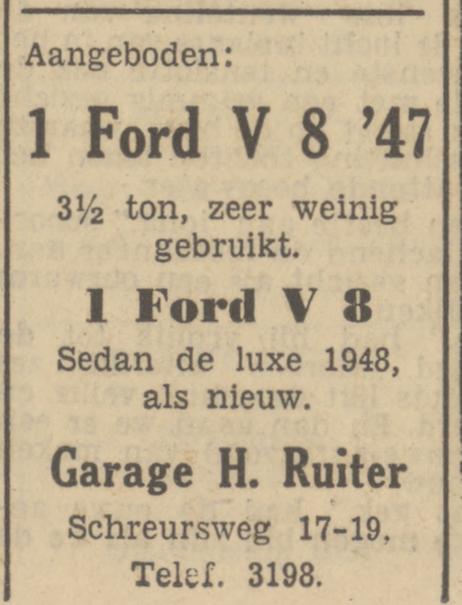 Aangeboden:
1 Ford V 8 '47
3½ ton, zeer weinig
gebruikt.
1 Ford V 8
Sedan de luxe 1948,
als nieuw.
Garage H. Ruiter
Schreursweg 17-19.
Telef. 3198.